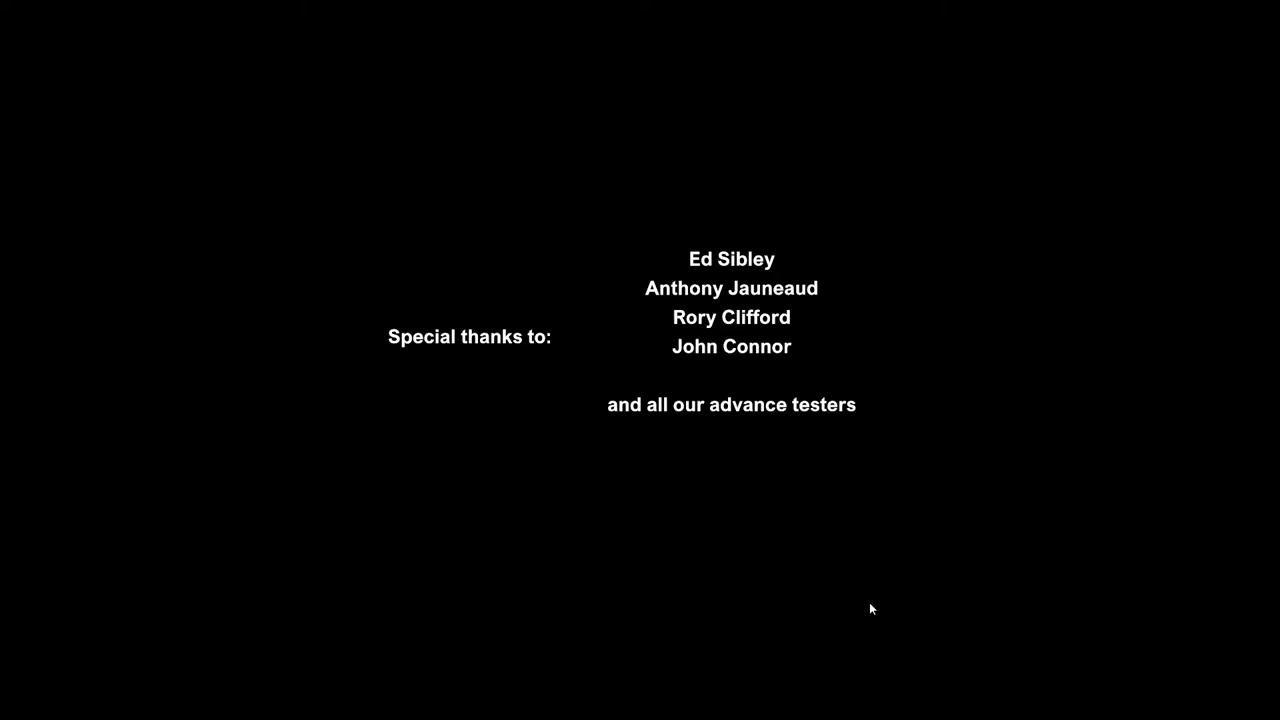 Special thanks to:
Ed Sibley
Anthony Jauneaud
Rory Clifford
John Connor
and all our advance testers